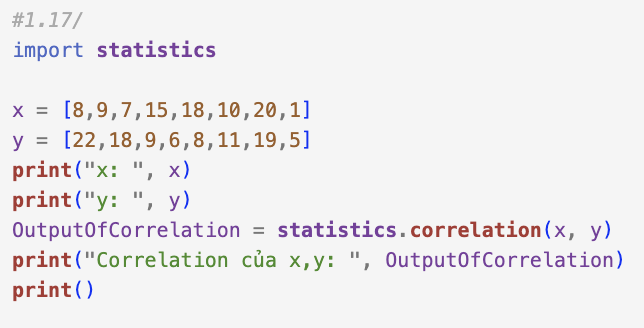 #1.17/
import statistics
x = [8,9,7,15,18,10,20,1]
y = [22,18,9,6,8,11,19,5]
print("x: ", x)
print("y: ", y)
OutputOfCorrelation = statistics.correlation(x, y)
print("Correlation của x,y: ", OutputOfCorrelation)
print()